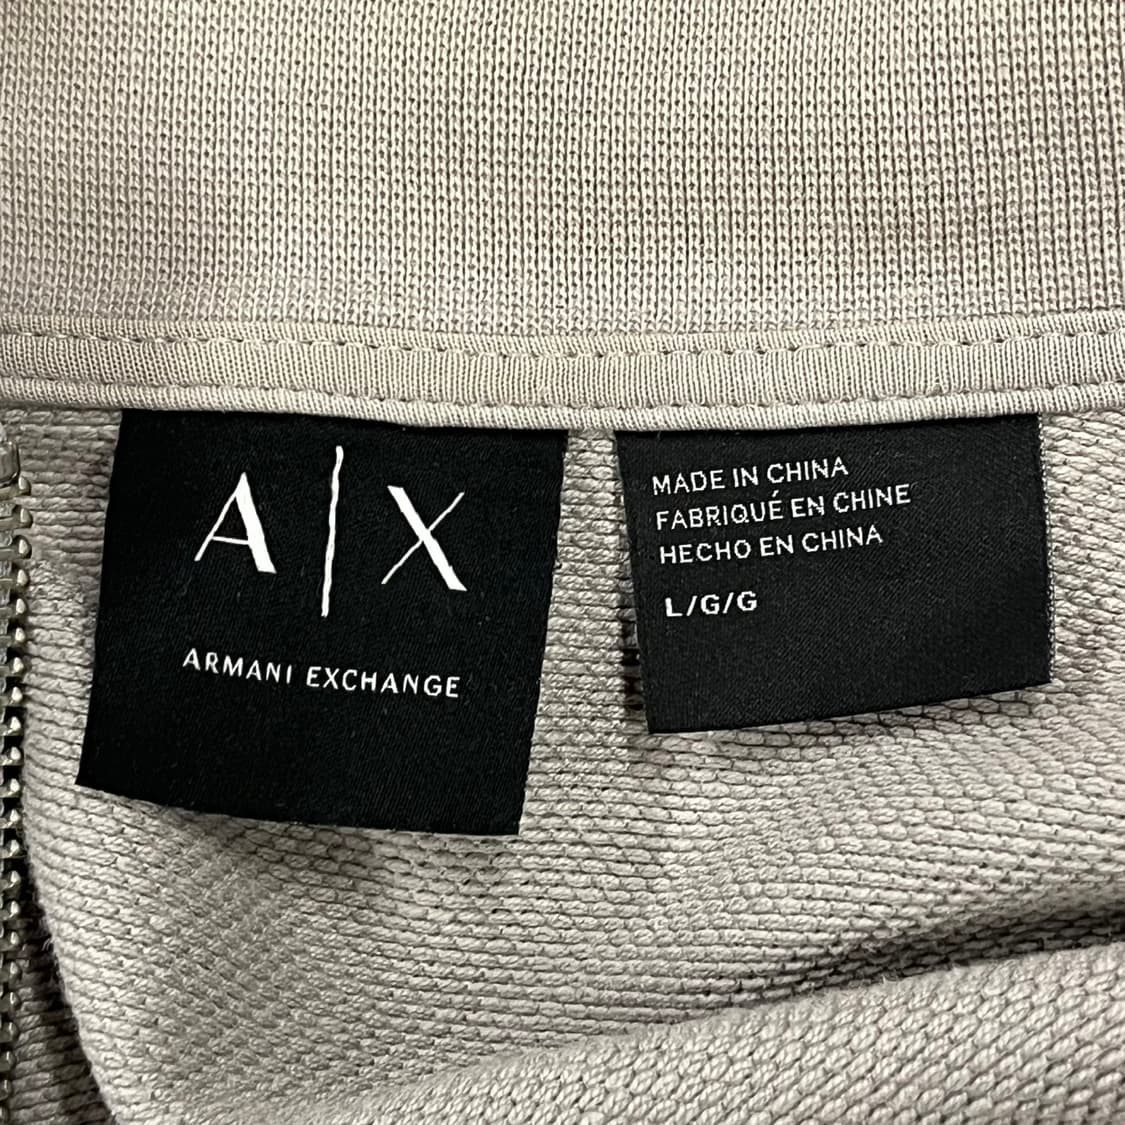 A|X
ARMANI EXCHANGE
MADE IN CHINA
FABRIQUÉ EN CHINE
HECHO EN CHINA
L/G/G